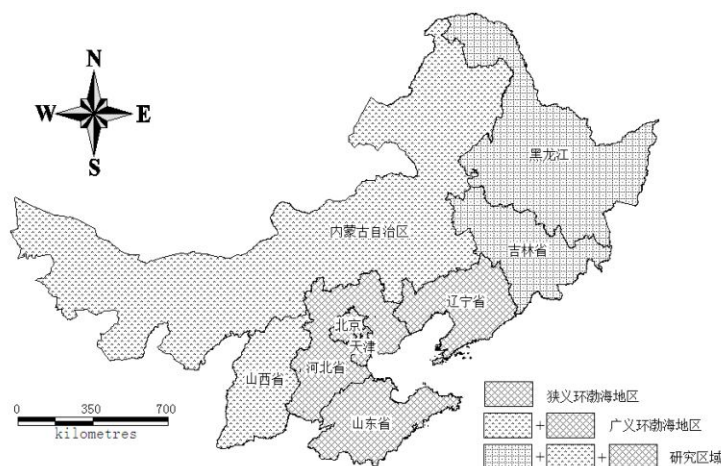 N
W E
S
黑龙江
内蒙古自治区
吉林省
辽宁省
北京
天津
河北省
山西省
山东省
0 350 700
kilometres
狭义环渤海地区
+ 广义环渤海地区
+ + 研究区域